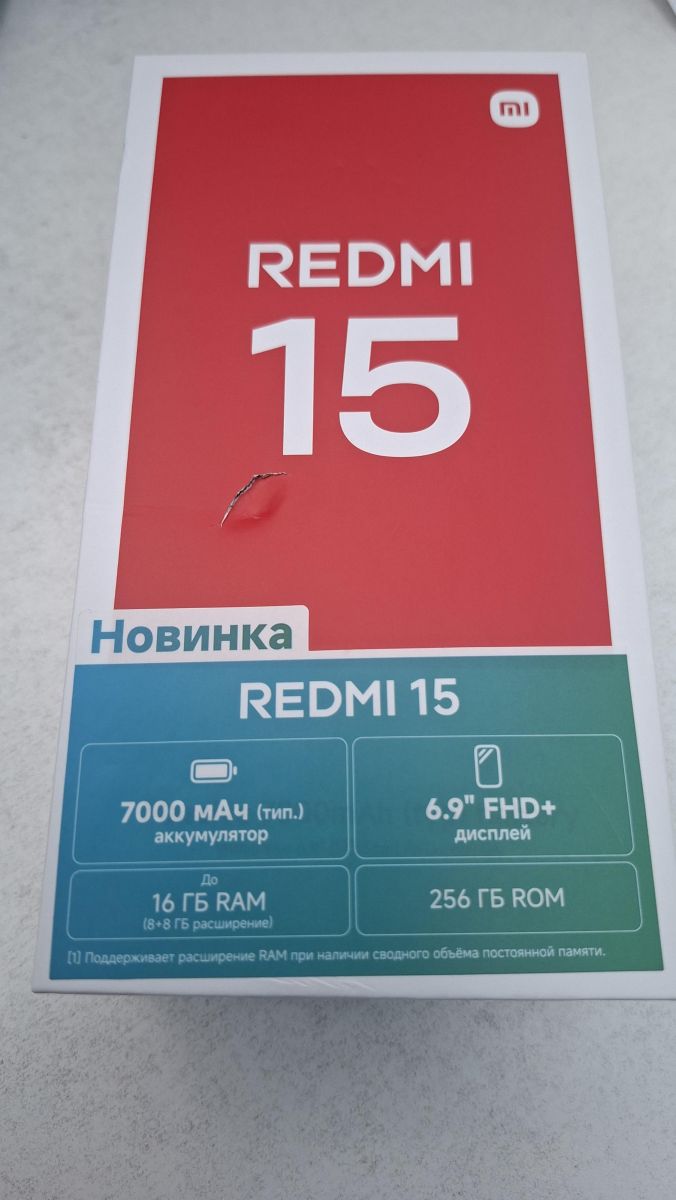 mi
REDMI
15
Новинка
REDMI 15
7000 мАч (тип.)
аккумулятор
6.9" FHD+
дисплей
До
16 ГБ RAM
(8+8 ГБ расширение)
256 ГБ ROM
[1] Поддерживает расширение RAM при наличии сводного объёма постоянной памяти.